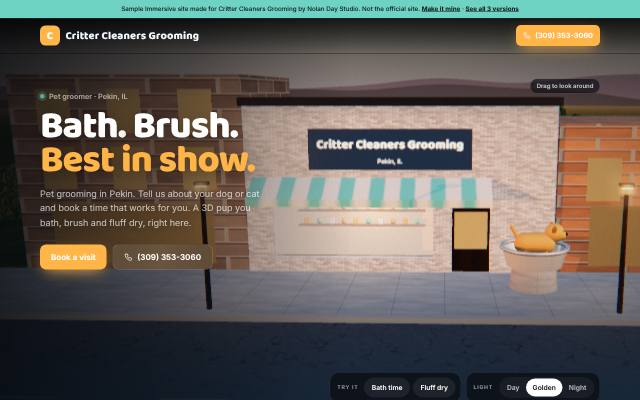 Sample Immersive site made for Critter Cleaners Grooming by Nolan Day Studio. Not the official site. Make it mine · See all 3 versions
C Critter Cleaners Grooming
(309) 353-3060
Drag to look around
Pet groomer · Pekin, IL
Bath. Brush.
Best in show.
Critter Cleaners Grooming
Pekin, IL
Pet grooming in Pekin. Tell us about your dog or cat
and book a time that works for you. A 3D pup you
bath, brush and fluff dry, right here.
Book a visit
(309) 353-3060
TRY IT Bath time Fluff dry
LIGHT Day Golden Night